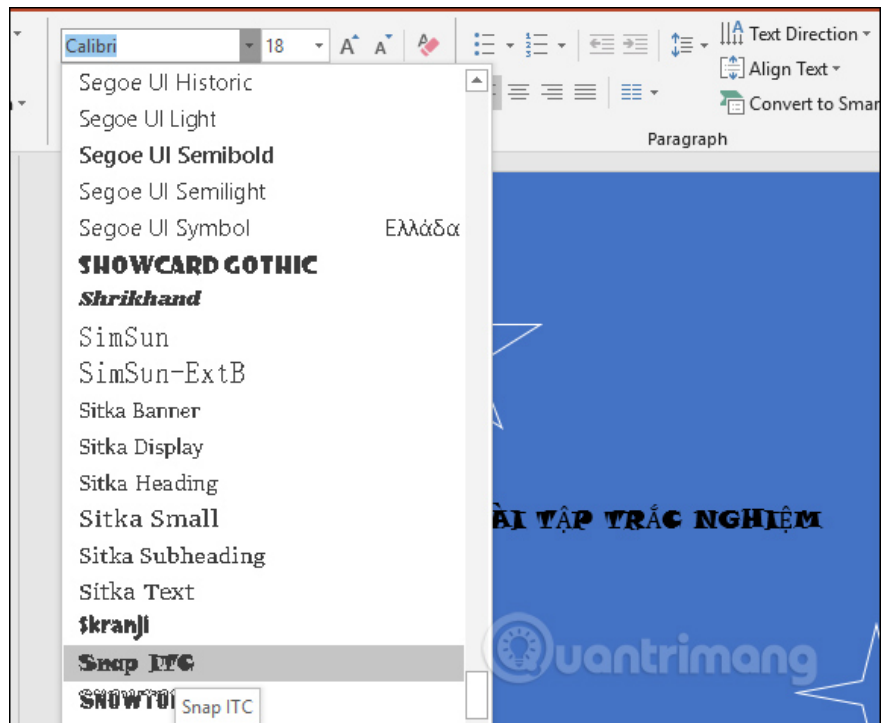 Calibri 18 A A A Text Direction
Align Text
Convert to Smar
Paragraph
Segoe UI Historic
Segoe UI Light
Segoe UI Semibold
Segoe UI Semilight
Segoe UI Symbol Ελλάδα
SHOWCARD GOTHIC
Shrikhand
SimSun
SimSun-ExtB
Sitka Banner
Sitka Display
Sitka Heading
Sitka Small
Sitka Subheading
Sitka Text
Skranji
Snap ITC
Snap ITC
ÀI TẬP TRẮC NGHIỆM
uantrimang